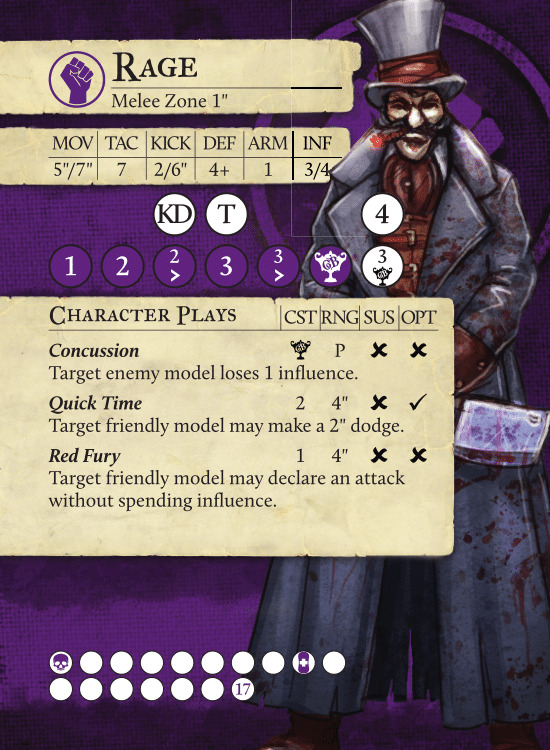 RAGE
Melee Zone 1"
MOV TAC KICK DEF ARM INF
5"/7" 7 2/6" 4+ 1 3/4
KD T 4
1 2 2 > 3 3 > GB 3 GB
CHARACTER PLAYS CST RNG SUS OPT
Concussion GB P ✘ ✘
Target enemy model loses 1 influence.
Quick Time 2 4" ✘ ✓
Target friendly model may make a 2" dodge.
Red Fury 1 4" ✘ ✘
Target friendly model may declare an attack
without spending influence.
17